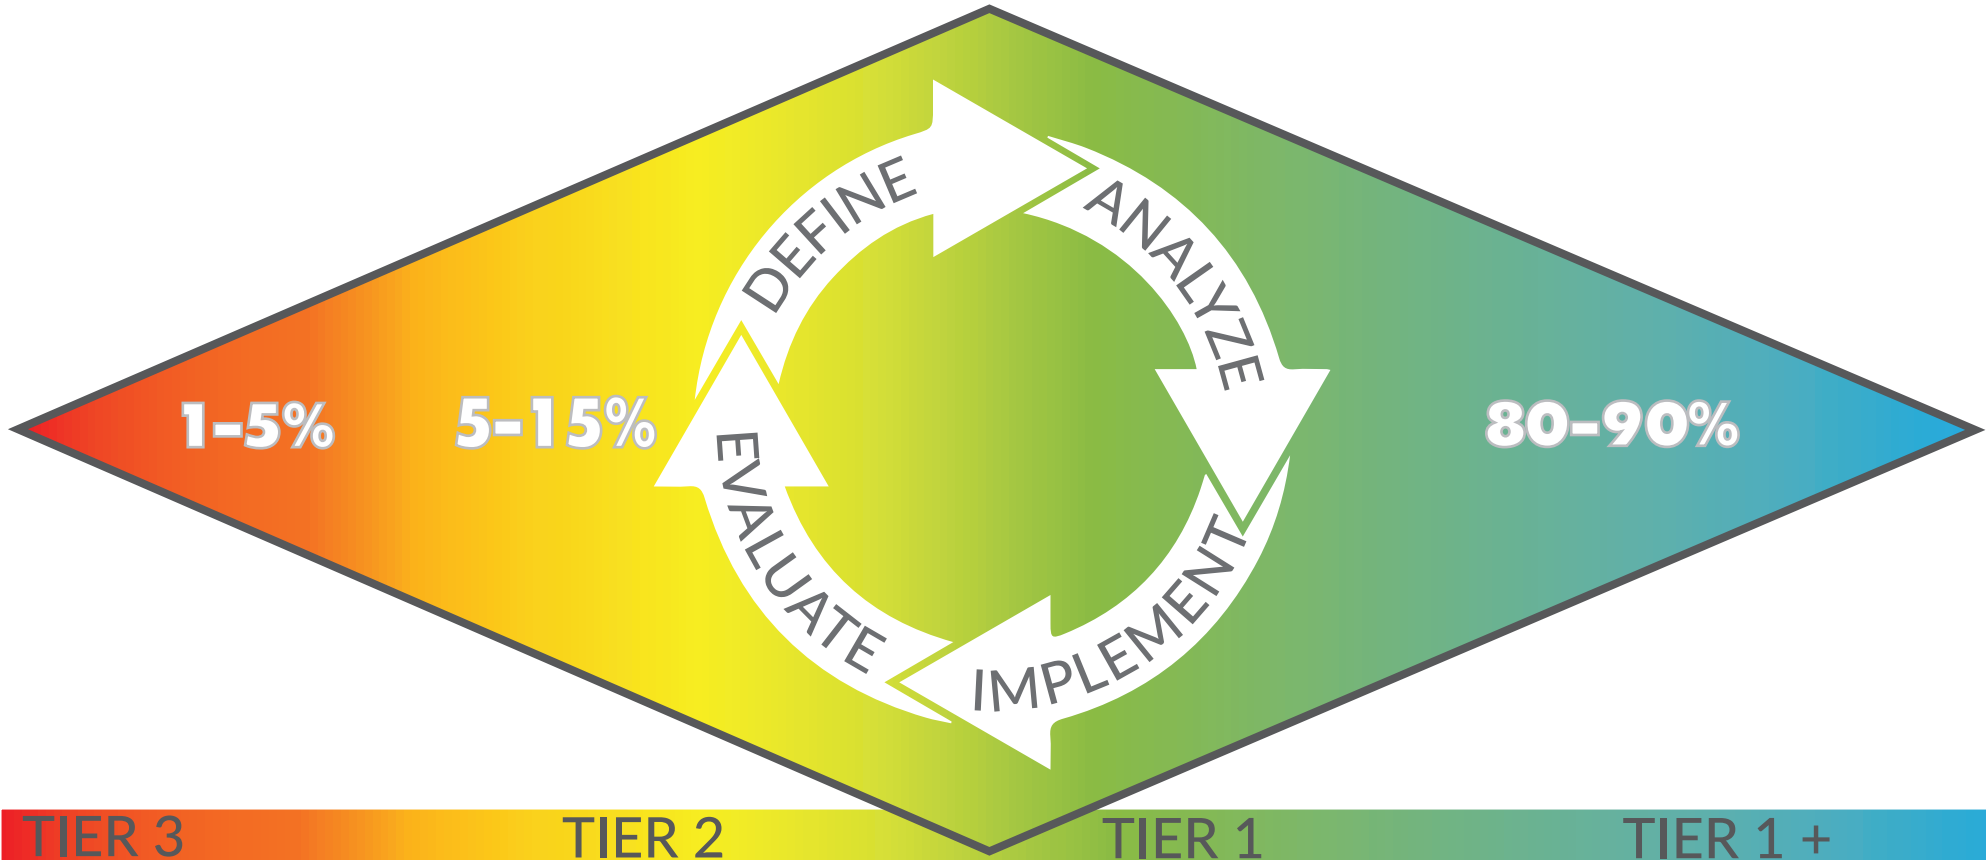 DEFINE
ANALYZE
1-5%
5-15%
80-90%
EVALUATE
IMPLEMENT
TIER 3
TIER 2
TIER 1
TIER 1 +